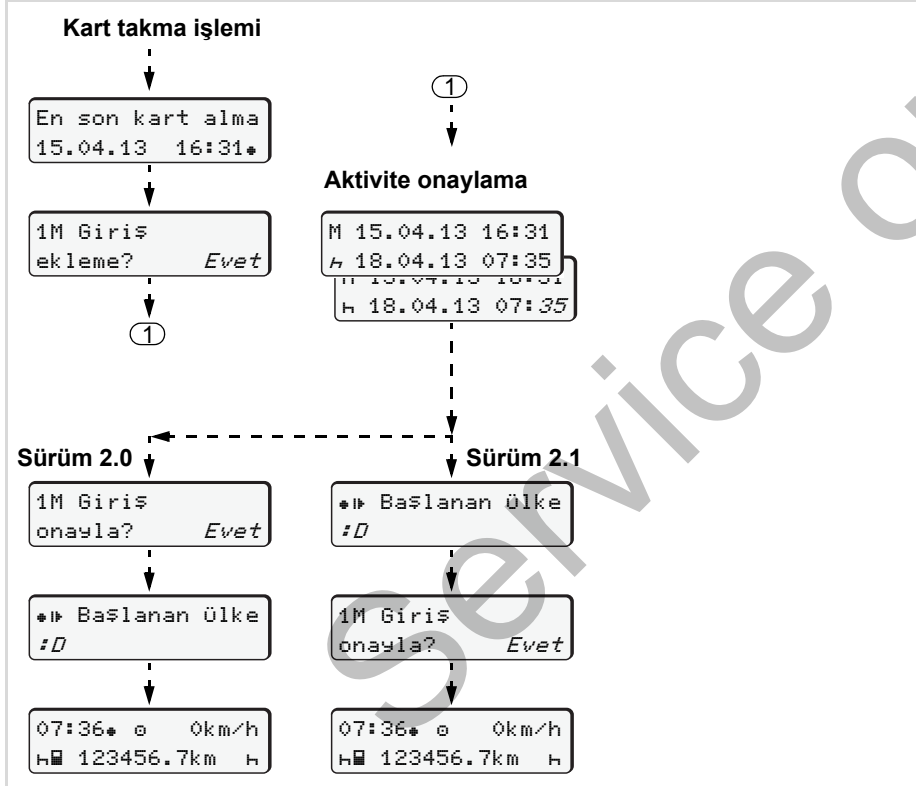 Kart takma işlemi
En son kart alma
15.04.13 16:31
1M Giriş
ekleme? Evet
1
1
Aktivite onaylama
M 15.04.13 16:31
18.04.13 07:35
18.04.13 07:35
Sürüm 2.0
1M Giriş
onayla? Evet
Başlanan ülke
:D
07:36 0km/h
123456.7km
Sürüm 2.1
Başlanan ülke
:D
1M Giriş
onayla? Evet
07:36 0km/h
123456.7km
Service